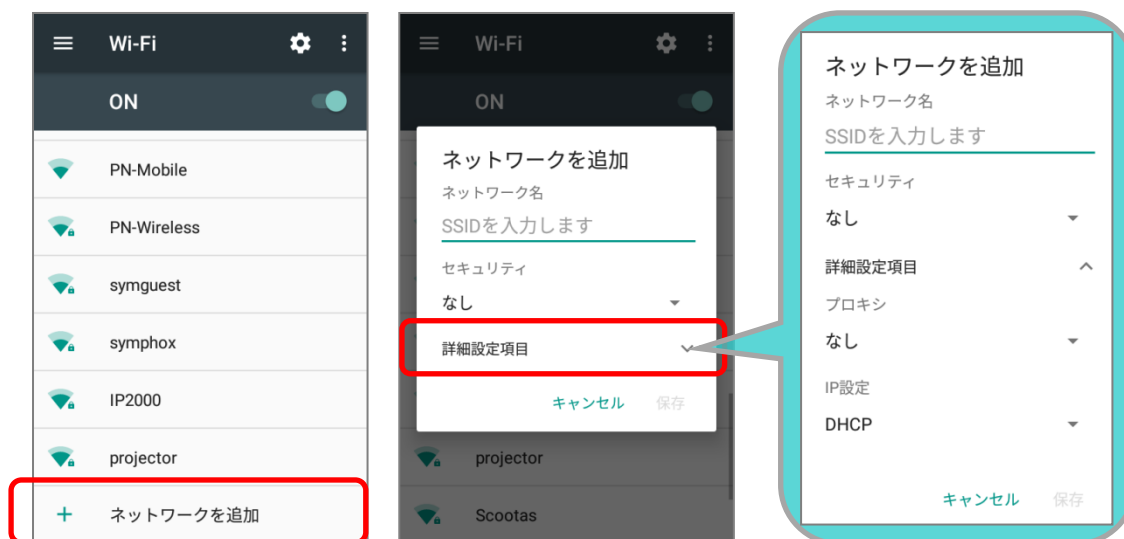 Wi-Fi
ON
PN-Mobile
PN-Wireless
symguest
symphox
IP2000
projector
ネットワークを追加
Wi-Fi
ON
ネットワークを追加
ネットワーク名
SSIDを入力します
セキュリティ
なし
詳細設定項目
キャンセル 保存
projector
Scootas
ネットワークを追加
ネットワーク名
SSIDを入力します
セキュリティ
なし
詳細設定項目
プロキシ
なし
IP設定
DHCP
キャンセル 保存